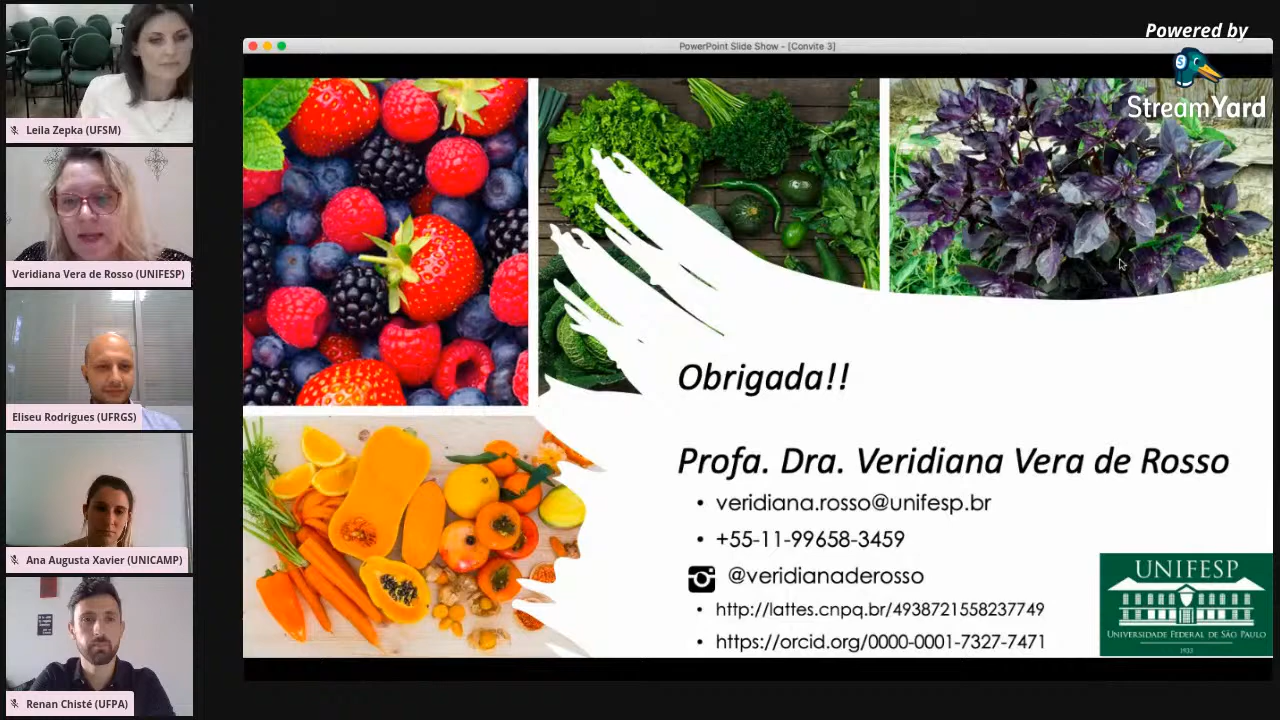 Powered by
StreamYard
PowerPoint Slide Show - [Convite 3]
Leila Zepka (UFSM)
Veridiana Vera de Rosso (UNIFESP)
Eliseu Rodrigues (UFRGS)
Ana Augusta Xavier (UNICAMP)
Renan Chisté (UFPA)
Obrigada!!
Profa. Dra. Veridiana Vera de Rosso
• veridiana.rosso@unifesp.br
• +55-11-99658-3459
@veridianaderosso
• http://lattes.cnpq.br/4938721558237749
• https://orcid.org/0000-0001-7327-7471
UNIFESP
UNIVERSIDADE FEDERAL DE SÃO PAULO
1933